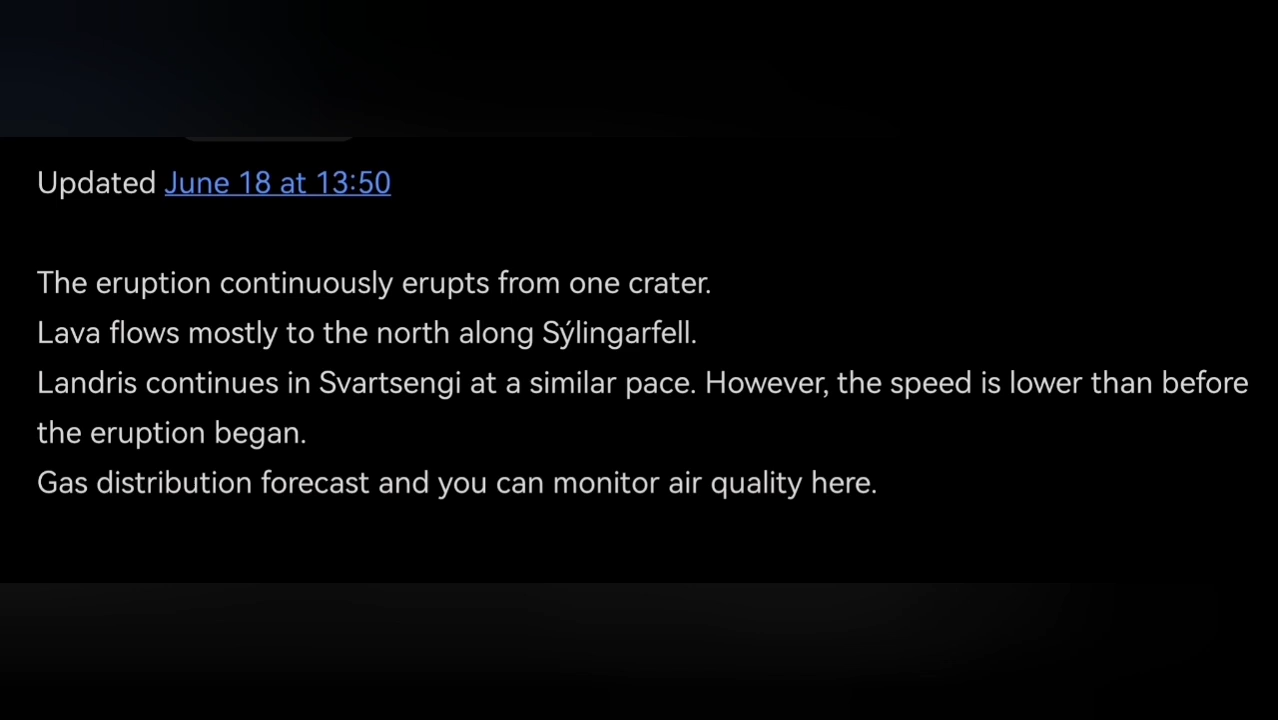 Updated June 18 at 13:50
The eruption continuously erupts from one crater.
Lava flows mostly to the north along Sýlingarfell.
Landris continues in Svartsengi at a similar pace. However, the speed is lower than before
the eruption began.
Gas distribution forecast and you can monitor air quality here.